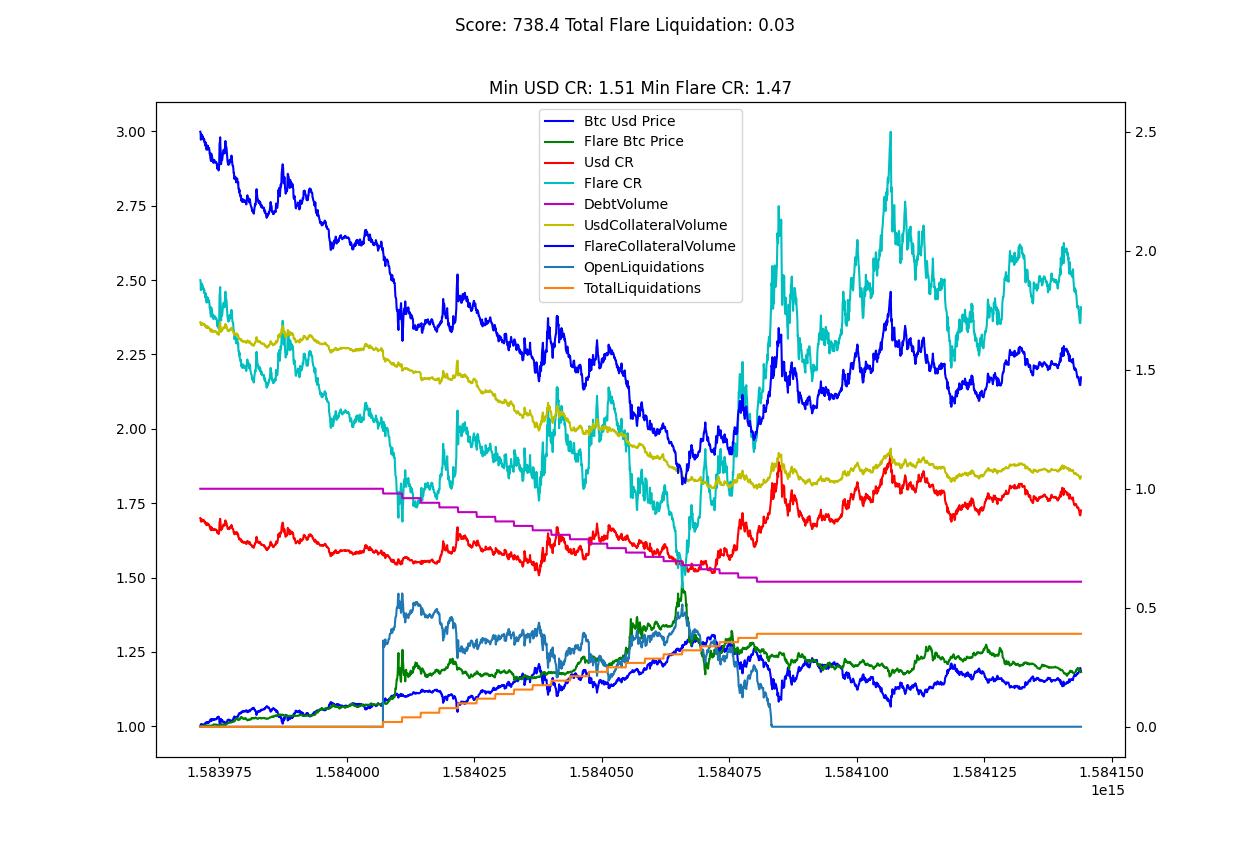 Score: 738.4 Total Flare Liquidation: 0.03
Min USD CR: 1.51 Min Flare CR: 1.47
Btc Usd Price
Flare Btc Price
Usd CR
Flare CR
DebtVolume
UsdCollateralVolume
FlareCollateralVolume
OpenLiquidations
TotalLiquidations
3.00
2.75
2.50
2.25
2.00
1.75
1.50
1.25
1.00
2.5
2.0
1.5
1.0
0.5
0.0
1.583975 1.584000 1.584025 1.584050 1.584075 1.584100 1.584125 1.584150
1e15